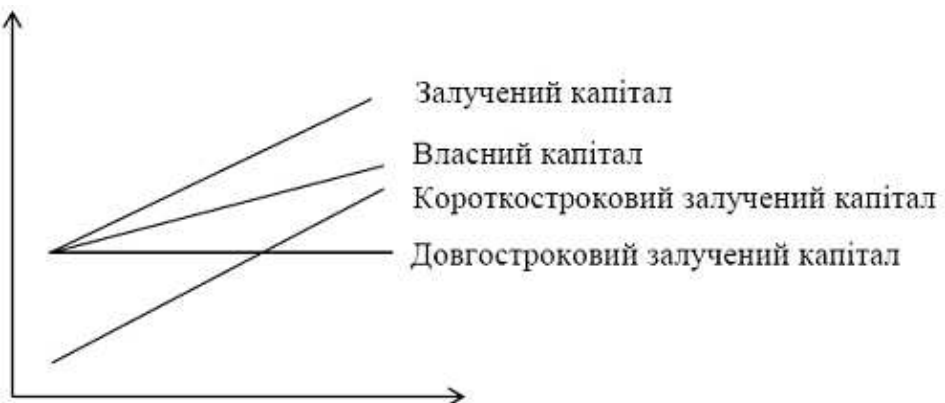 Залучений капітал
Власний капітал
Короткостроковий залучений капітал
Довгостроковий залучений капітал